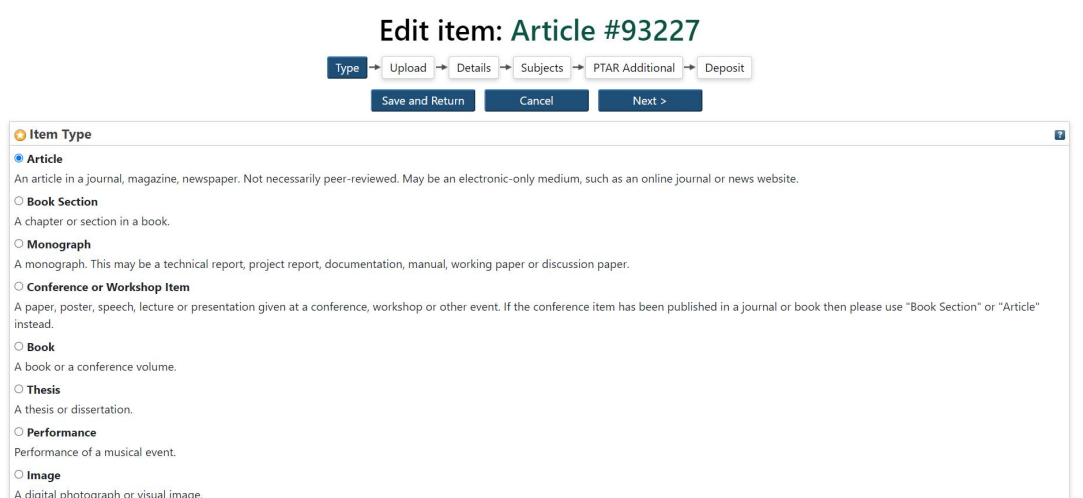 Edit item: Article #93227
Type Upload Details Subjects PTAR Additional Deposit
Save and Return Cancel Next >
Item Type ?
Article
An article in a journal, magazine, newspaper. Not necessarily peer-reviewed. May be an electronic-only medium, such as an online journal or news website.
Book Section
A chapter or section in a book.
Monograph
A monograph. This may be a technical report, project report, documentation, manual, working paper or discussion paper.
Conference or Workshop Item
A paper, poster, speech, lecture or presentation given at a conference, workshop or other event. If the conference item has been published in a journal or book then please use "Book Section" or "Article"
instead.
Book
A book or a conference volume.
Thesis
A thesis or dissertation.
Performance
Performance of a musical event.
Image
A digital photograph or visual image.